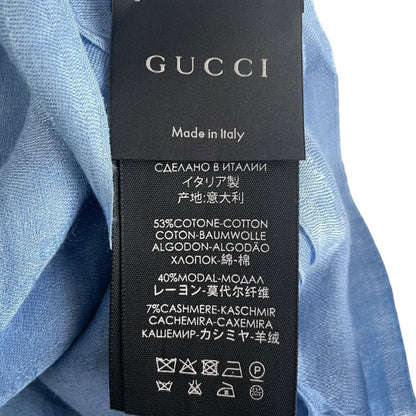 GUCCI
Made in Italy
СДЕЛАНО В ИТАЛИИ
イタリア製
产地:意大利
53%COTONE-COTTON
COTON-BAUMWOLLE
ALGODON-ALGODÃO
ХЛОПОК-綿-棉
40%MODAL-МОДАЛ
レーヨン-莫代尔纤维
7%CASHMERE-KASCHMIR
CACHEMIRA-CAXEMIRA
КАШЕМИР-カシミヤ-羊绒
P